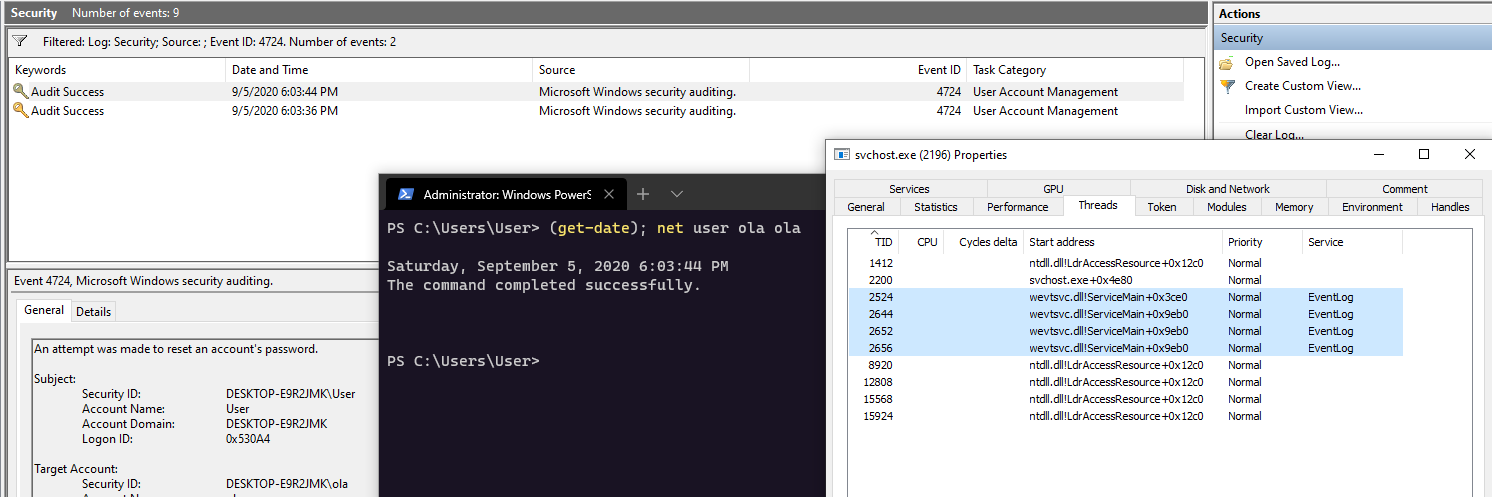 Security Number of events: 9
Filtered: Log: Security; Source: ; Event ID: 4724. Number of events: 2
Keywords Date and Time Source Event ID Task Category
Audit Success 9/5/2020 6:03:44 PM Microsoft Windows security auditing. 4724 User Account Management
Audit Success 9/5/2020 6:03:36 PM Microsoft Windows security auditing. 4724 User Account Management
Event 4724, Microsoft Windows security auditing.
General Details
An attempt was made to reset an account's password.
Subject:
Security ID: DESKTOP-E9R2JMK\User
Account Name: User
Account Domain: DESKTOP-E9R2JMK
Logon ID: 0x530A4
Target Account:
Security ID: DESKTOP-E9R2JMK\ola
Administrator: Windows PowerS
PS C:\Users\User> (get-date); net user ola ola
Saturday, September 5, 2020 6:03:44 PM
The command completed successfully.
PS C:\Users\User>
Actions
Security
Open Saved Log...
Create Custom View...
Import Custom View...
Clear Log...
svchost.exe (2196) Properties
Services GPU Disk and Network Comment
General Statistics Performance Threads Token Modules Memory Environment Handles
TID CPU Cycles delta Start address Priority Service
1412 ntdll.dll!LdrAccessResource+0x12c0 Normal
2200 svchost.exe+0x4e80 Normal
2524 wevtsvc.dll!ServiceMain+0x3ce0 Normal EventLog
2644 wevtsvc.dll!ServiceMain+0x9eb0 Normal EventLog
2652 wevtsvc.dll!ServiceMain+0x9eb0 Normal EventLog
2656 wevtsvc.dll!ServiceMain+0x9eb0 Normal EventLog
8920 ntdll.dll!LdrAccessResource+0x12c0 Normal
12808 ntdll.dll!LdrAccessResource+0x12c0 Normal
15568 ntdll.dll!LdrAccessResource+0x12c0 Normal
15924 ntdll.dll!LdrAccessResource+0x12c0 Normal